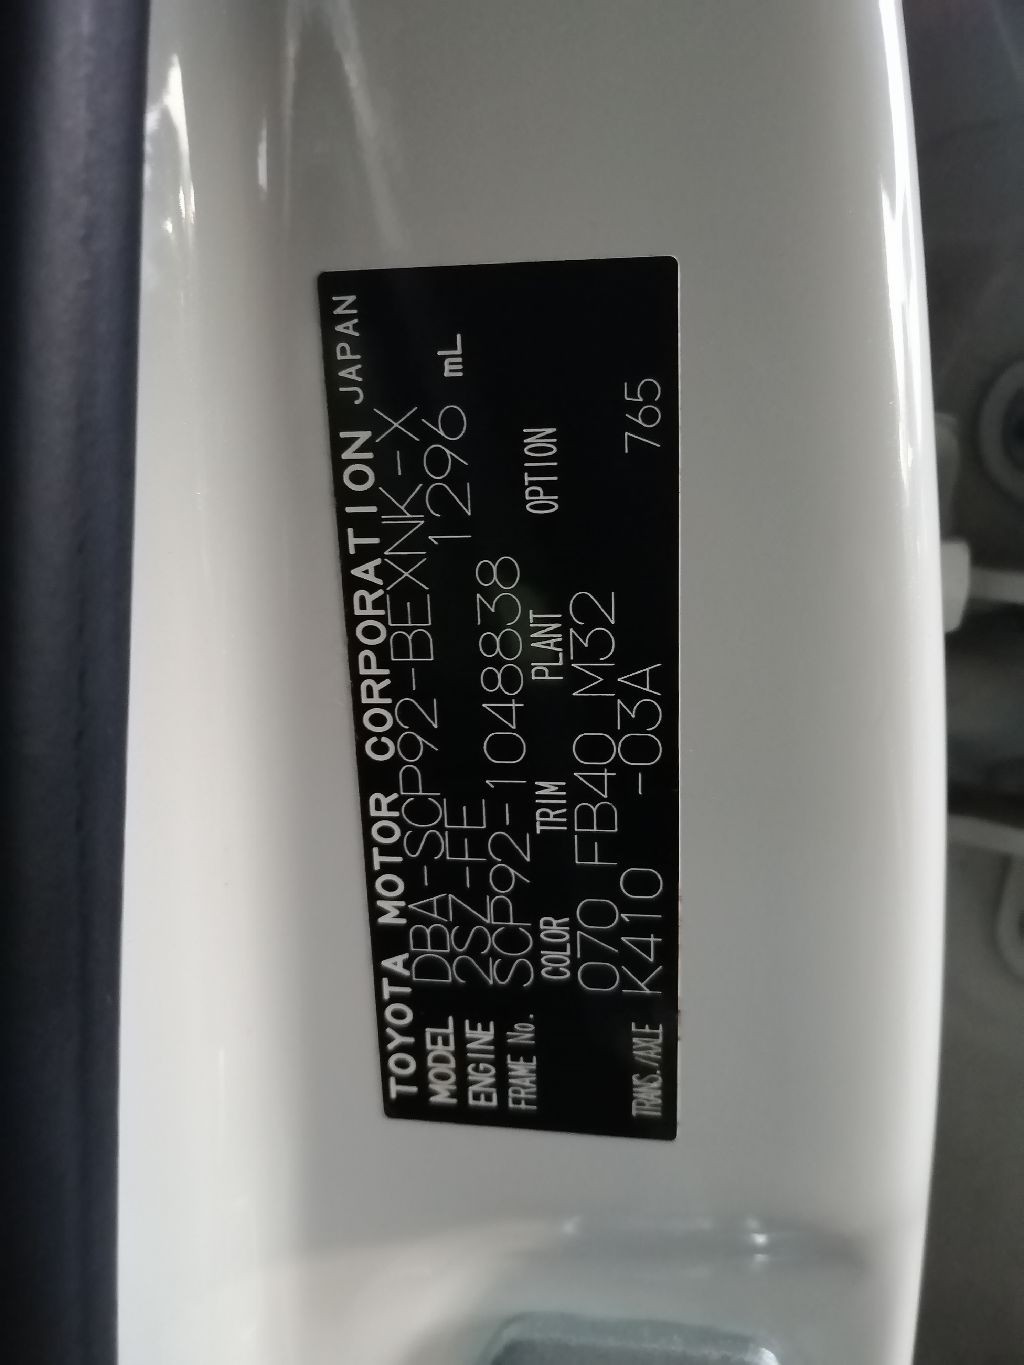 TOYOTA MOTOR CORPORATION JAPAN
MODEL DBA-SCP92-BEXNK-X
ENGINE 2SZ-FE 1296 mL
FRAME No. SCP92-1048838
COLOR TRIM PLANT OPTION
070 FB40 M32
TRANS./AXLE K410 -03A 765